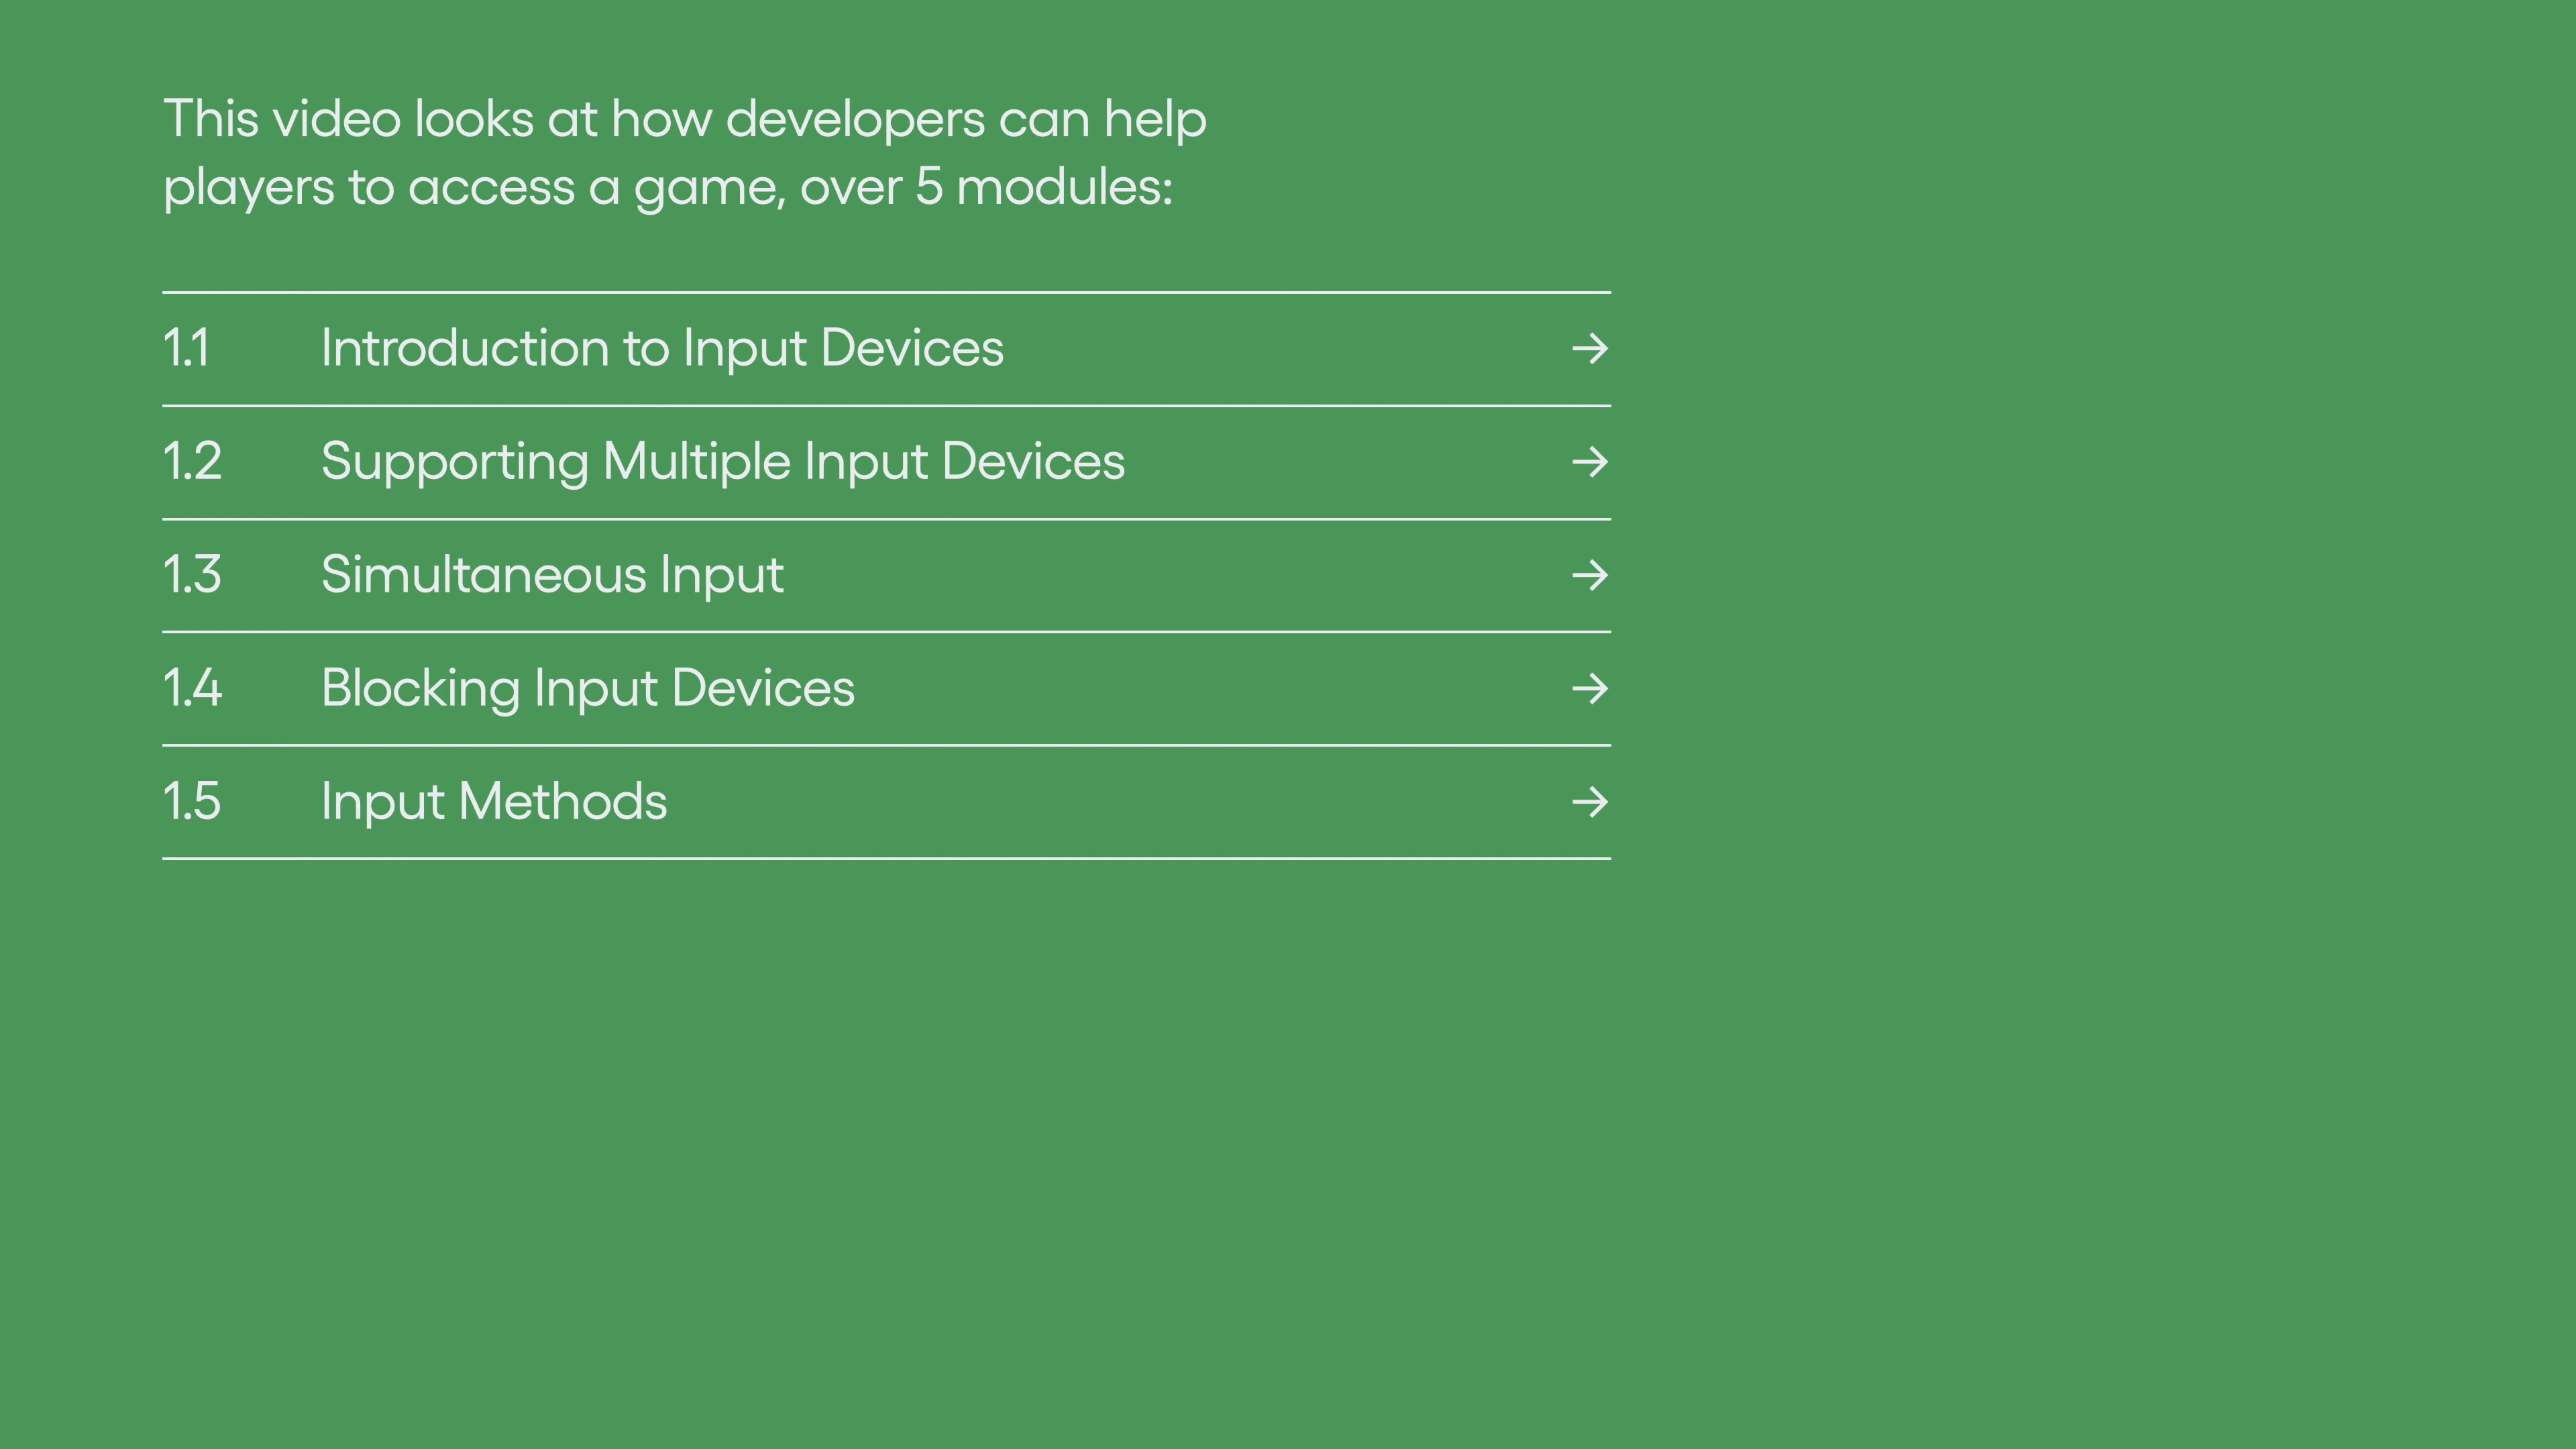 This video looks at how developers can help
players to access a game, over 5 modules:
1.1 Introduction to Input Devices →
1.2 Supporting Multiple Input Devices →
1.3 Simultaneous Input →
1.4 Blocking Input Devices →
1.5 Input Methods →